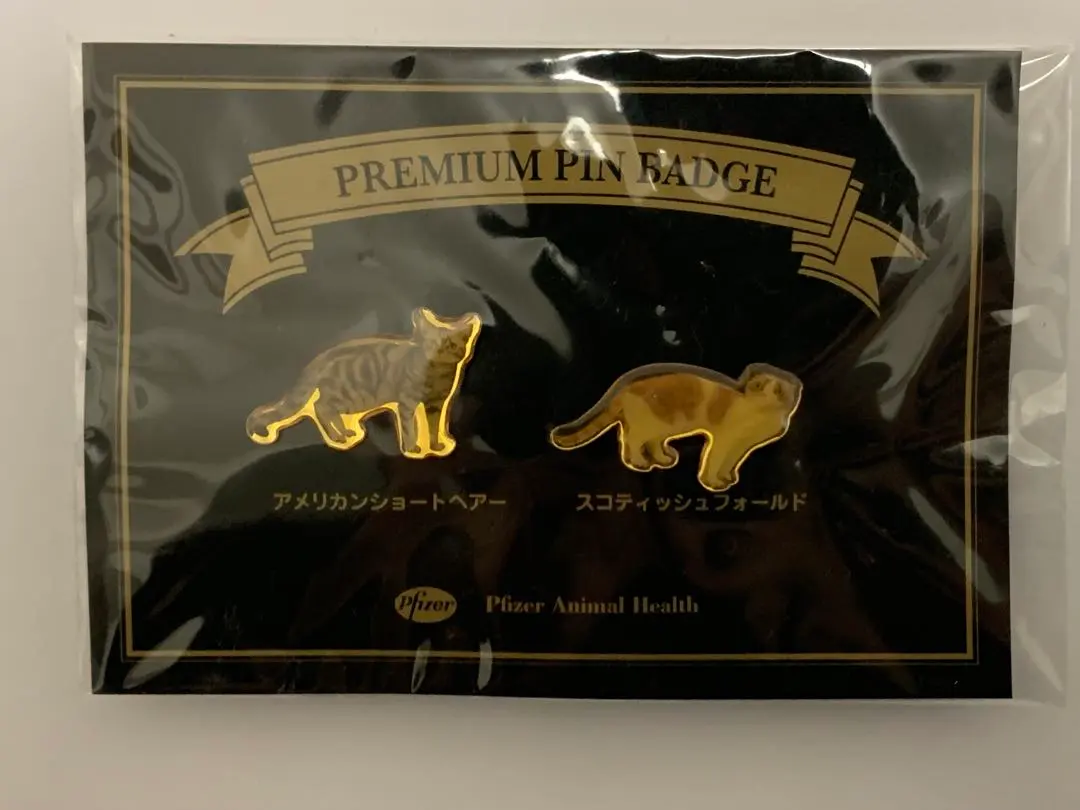 PREMIUM PIN BADGE
アメリカンショートヘアー スコティッシュフォールド
Pfizer Pfizer Animal Health